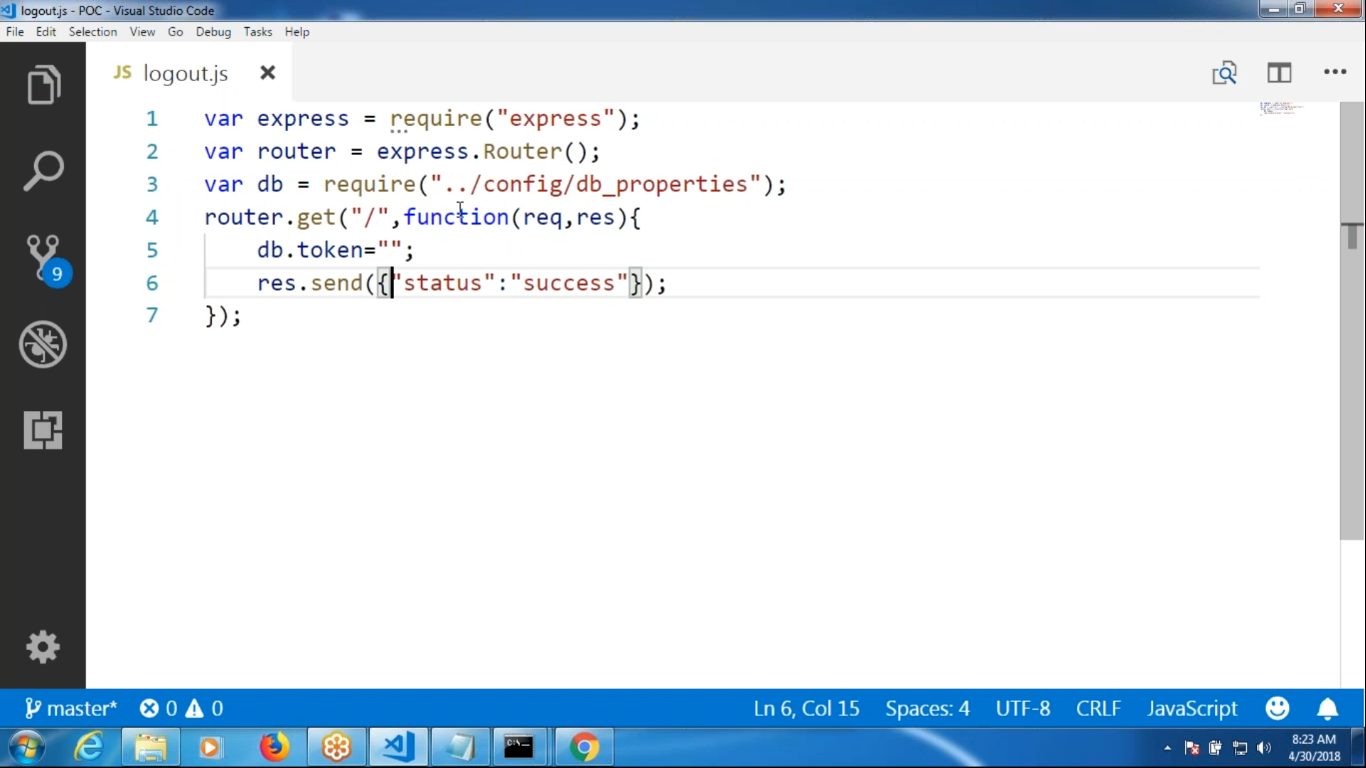 logout.js - POC - Visual Studio Code
File Edit Selection View Go Debug Tasks Help
JS logout.js
1 var express = require("express");
2 var router = express.Router();
3 var db = require("../config/db_properties");
4 router.get("/",function(req,res){
5     db.token="";
6     res.send({"status":"success"});
7 });
9
master* 0 0 Ln 6, Col 15 Spaces: 4 UTF-8 CRLF JavaScript
8:23 AM
4/30/2018